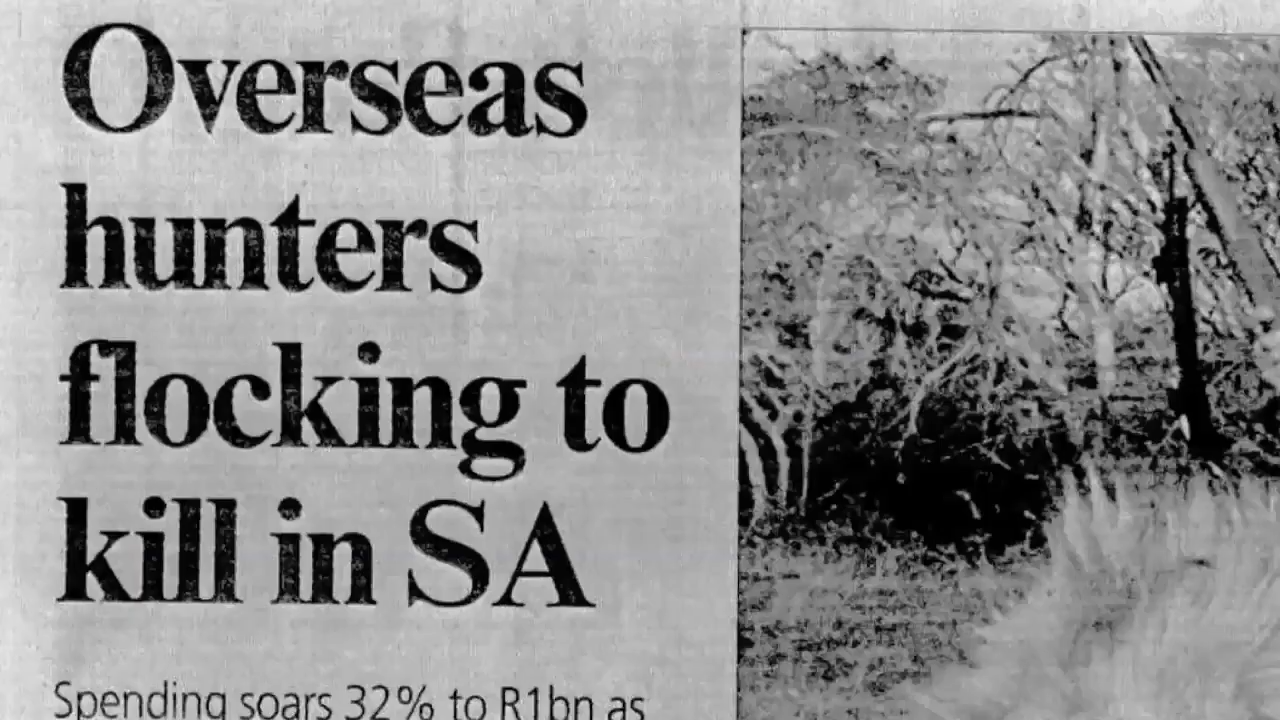 Overseas
hunters
flocking to
kill in SA
Spending soars 32% to R1bn as